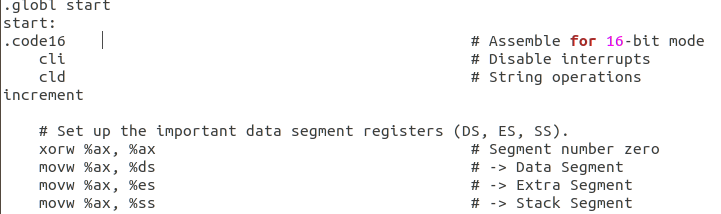 .globl start
start:
.code16 # Assemble for 16-bit mode
cli # Disable interrupts
cld # String operations
increment
# Set up the important data segment registers (DS, ES, SS).
xorw %ax, %ax # Segment number zero
movw %ax, %ds # -> Data Segment
movw %ax, %es # -> Extra Segment
movw %ax, %ss # -> Stack Segment